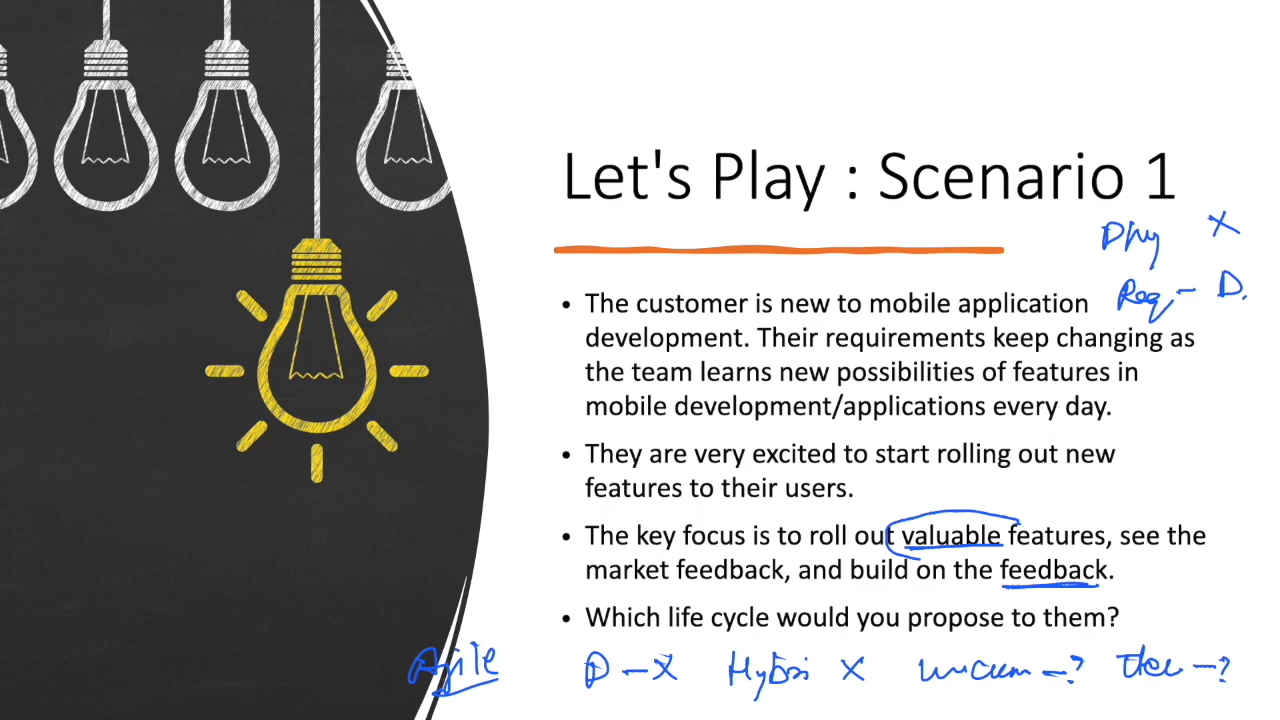 Let's Play : Scenario 1
X
Req - D.
• The customer is new to mobile application
development. Their requirements keep changing as
the team learns new possibilities of features in
mobile development/applications every day.
• They are very excited to start rolling out new
features to their users.
• The key focus is to roll out valuable features, see the
market feedback, and build on the feedback.
• Which life cycle would you propose to them?
Agile P - X X - ? - ?